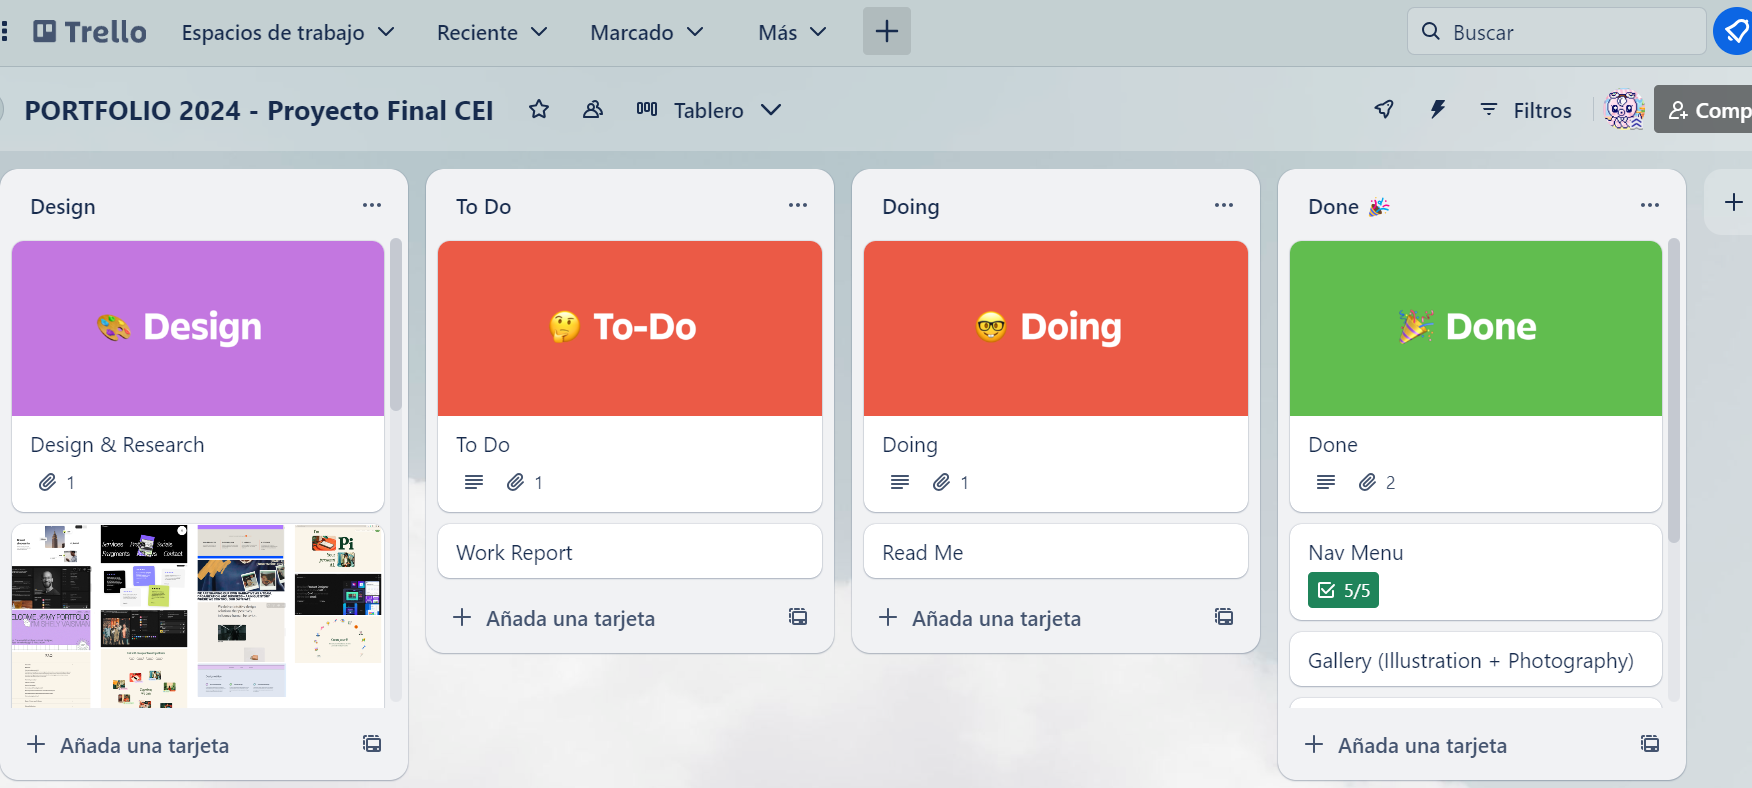 Trello
Espacios de trabajo
Reciente
Marcado
Más
Buscar
PORTFOLIO 2024 - Proyecto Final CEI
Tablero
Filtros
Comp
Design
🎨 Design
Design & Research
1
Añada una tarjeta
To Do
🤔 To-Do
To Do
1
Work Report
Añada una tarjeta
Doing
🤓 Doing
Doing
1
Read Me
Añada una tarjeta
Done 🎉
🎉 Done
Done
2
Nav Menu
5/5
Gallery (Illustration + Photography)
Añada una tarjeta